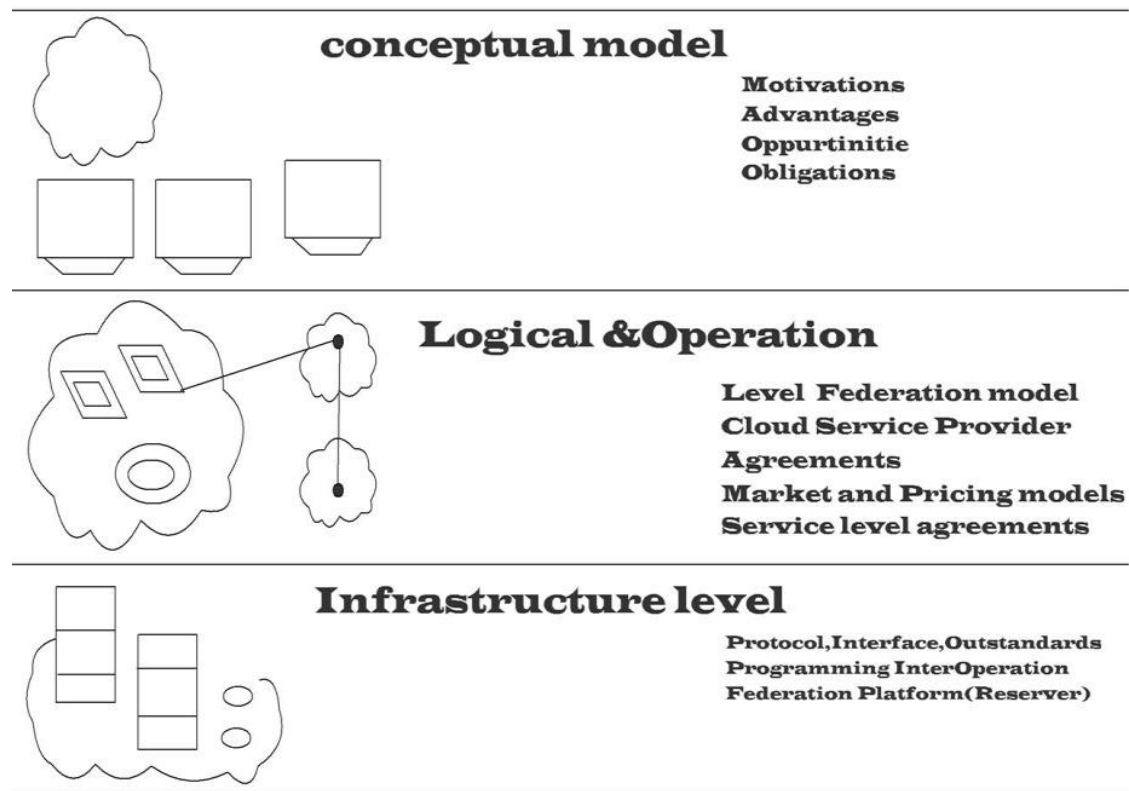 conceptual model
Motivations
Advantages
Oppurtinitie
Obligations
Logical &Operation
Level Federation model
Cloud Service Provider
Agreements
Market and Pricing models
Service level agreements
Infrastructure level
Protocol,Interface,Outstandards
Programming InterOperation
Federation Platform(Reserver)